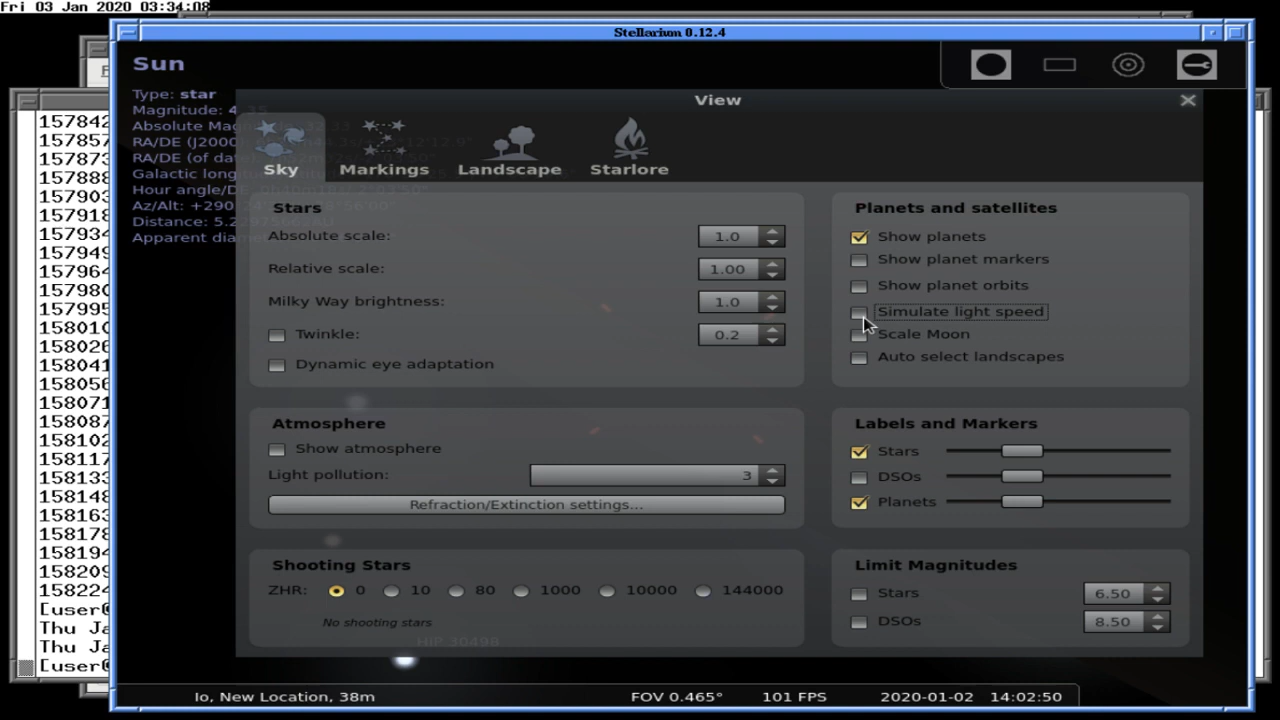 Fri 03 Jan 2020 03:34:08
Stellarium 0.12.4
Sun
Type: star
Magnitude: 4
Absolute Mag
RA/DE (J2000
RA/DE (of dat
Galactic longit
Hour angle/DE
Az/Alt: +290
Distance: 5.2
Apparent dia
View
Sky
Markings
Landscape
Starlore
Stars
Absolute scale: 1.0
Relative scale: 1.00
Milky Way brightness: 1.0
Twinkle: 0.2
Dynamic eye adaptation
Planets and satellites
Show planets
Show planet markers
Show planet orbits
Simulate light speed
Scale Moon
Auto select landscapes
Atmosphere
Show atmosphere
Light pollution: 3
Refraction/Extinction settings...
Labels and Markers
Stars
DSOs
Planets
Shooting Stars
ZHR: 0 10 80 1000 10000 144000
No shooting stars
HIP 30498
Limit Magnitudes
Stars 6.50
DSOs 8.50
Io, New Location, 38m FOV 0.465° 101 FPS 2020-01-02 14:02:50
157842
157857
157873
157888
157903
157918
157934
157949
157964
157980
157995
158010
158026
158041
158056
158071
158087
158102
158117
158133
158148
158163
158178
158194
158209
158224
[user@
Thu Ja
Thu Ja
[user@